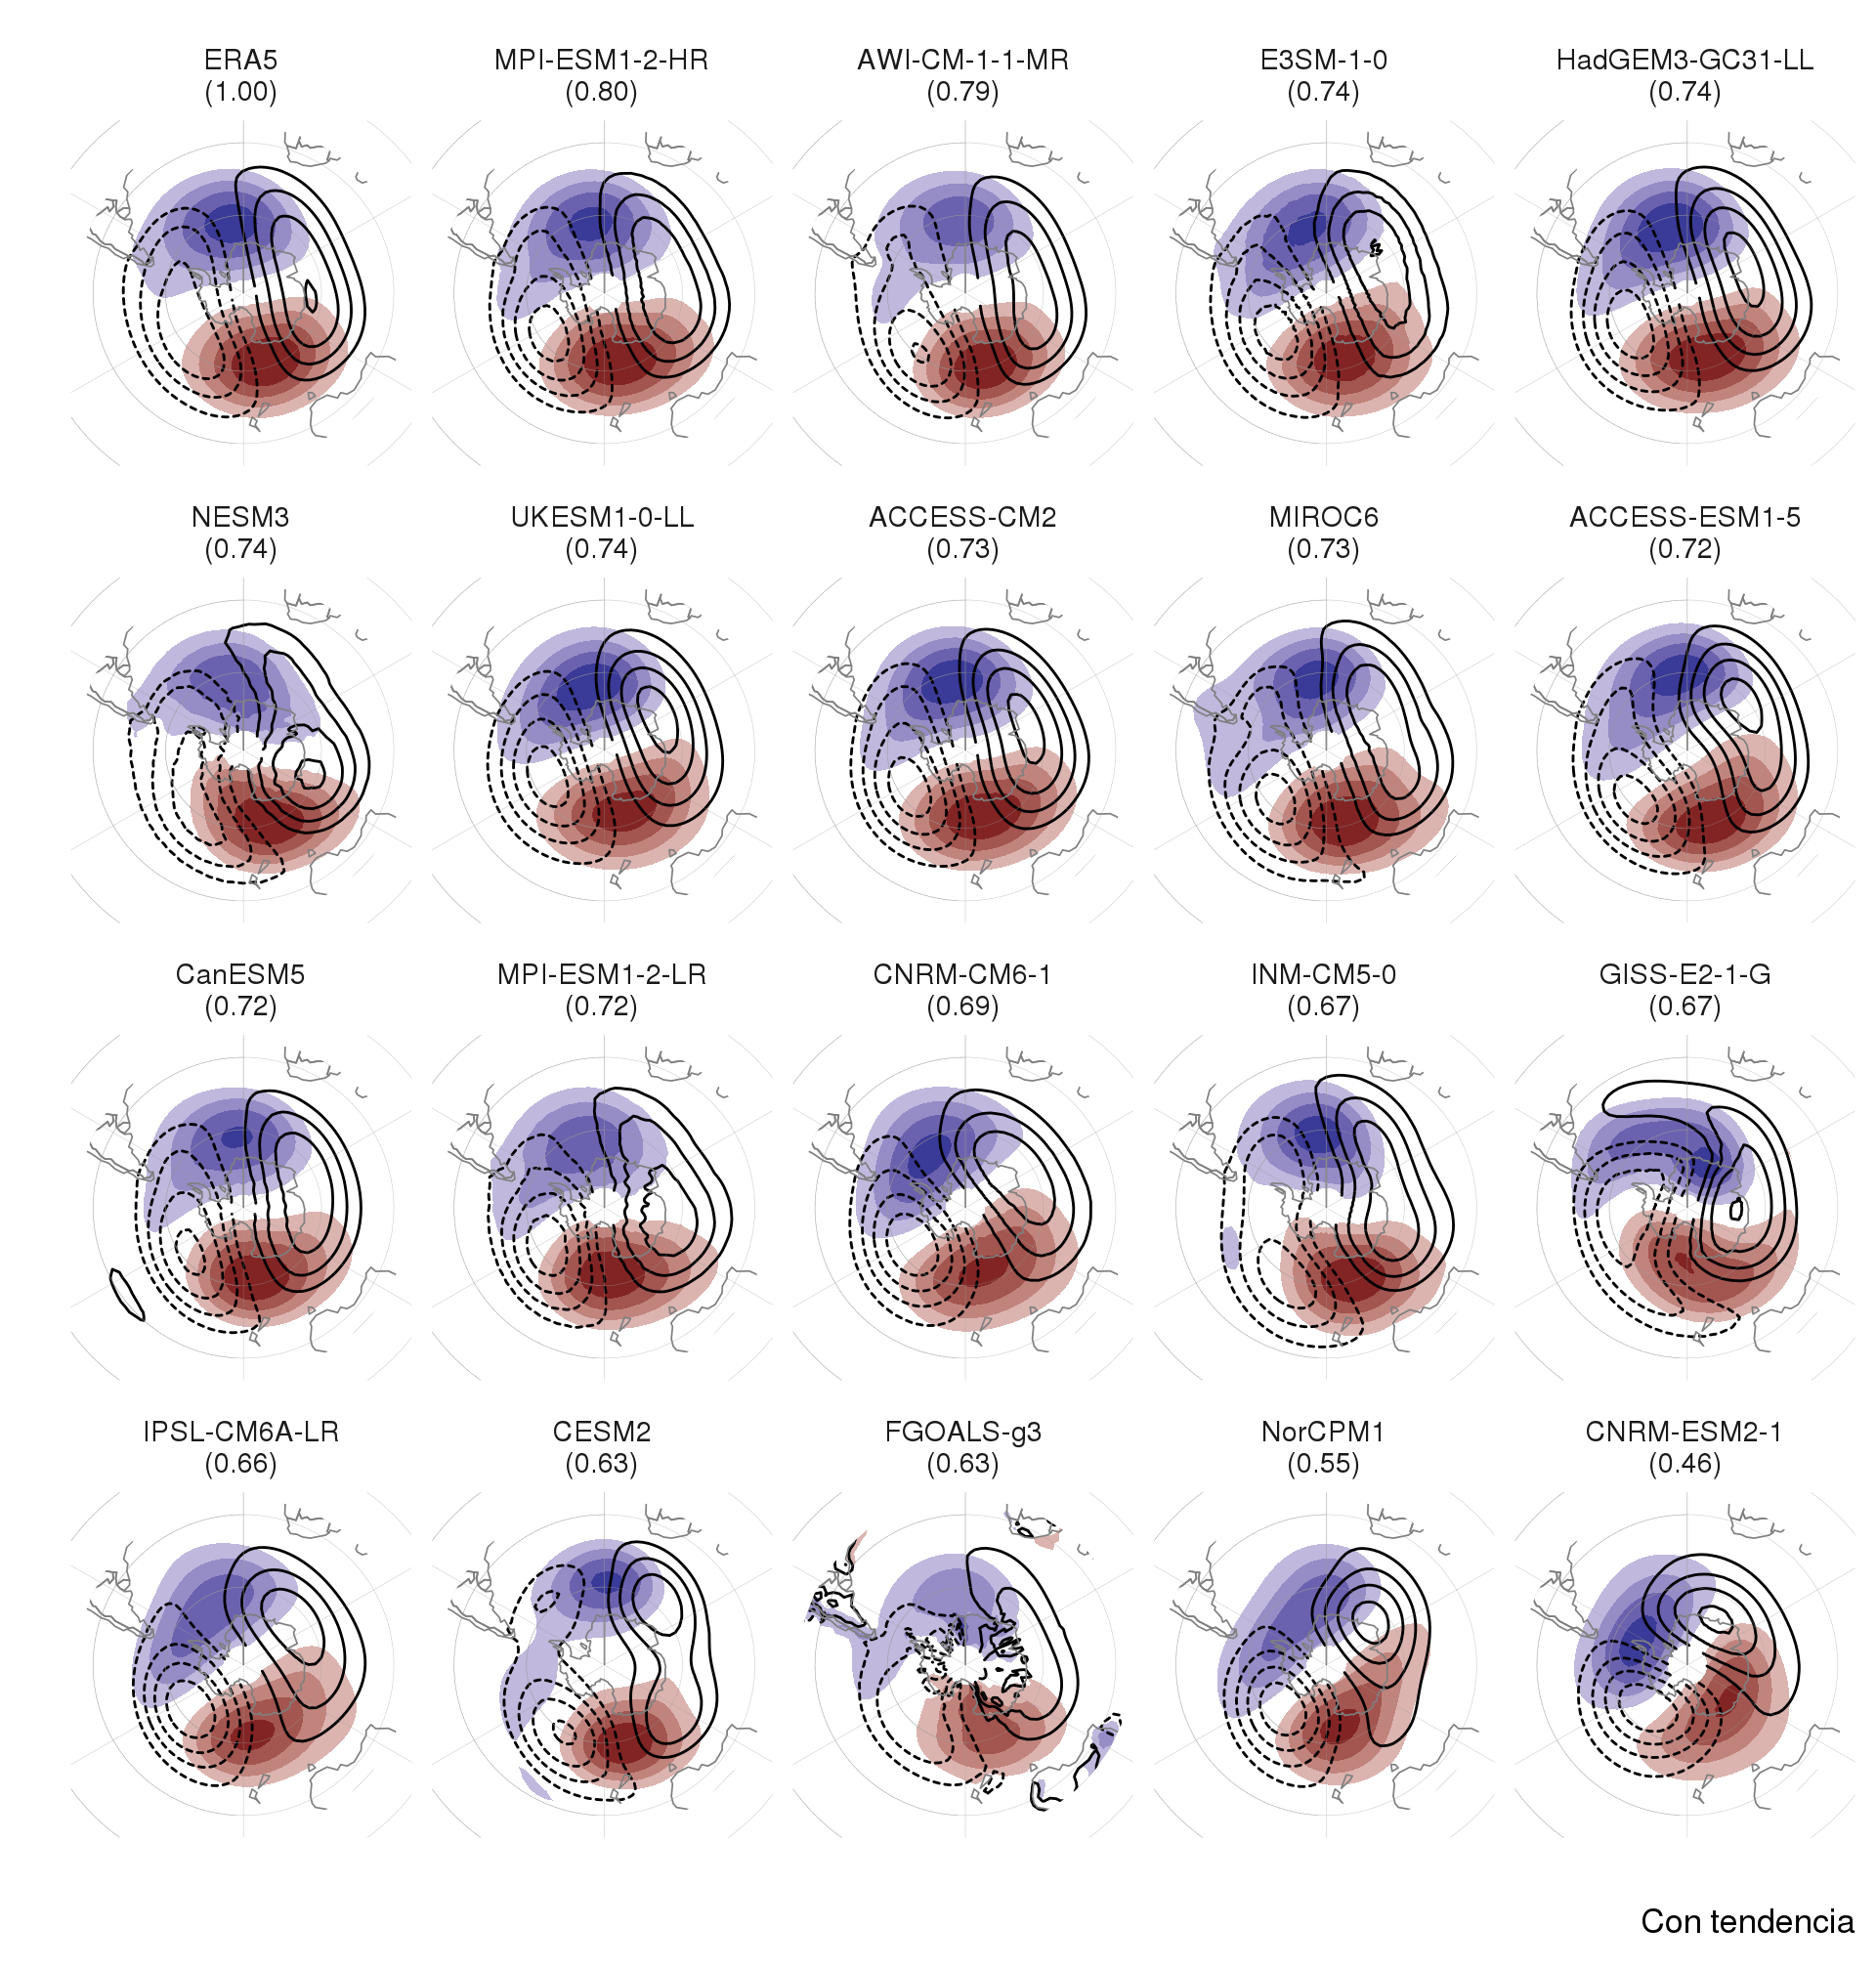 ERA5
(1.00)
MPI-ESM1-2-HR
(0.80)
AWI-CM-1-1-MR
(0.79)
E3SM-1-0
(0.74)
HadGEM3-GC31-LL
(0.74)
NESM3
(0.74)
UKESM1-0-LL
(0.74)
ACCESS-CM2
(0.73)
MIROC6
(0.73)
ACCESS-ESM1-5
(0.72)
CanESM5
(0.72)
MPI-ESM1-2-LR
(0.72)
CNRM-CM6-1
(0.69)
INM-CM5-0
(0.67)
GISS-E2-1-G
(0.67)
IPSL-CM6A-LR
(0.66)
CESM2
(0.63)
FGOALS-g3
(0.63)
NorCPM1
(0.55)
CNRM-ESM2-1
(0.46)
Con tendencia